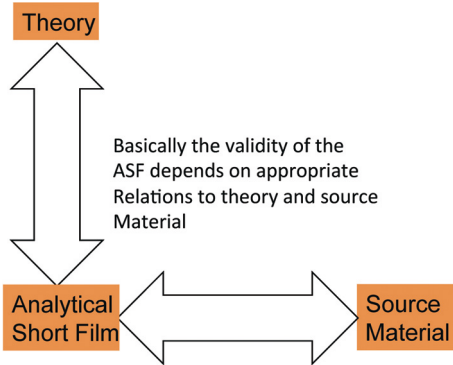 Theory
Basically the validity of the
ASF depends on appropriate
Relations to theory and source
Material
Analytical
Short Film
Source
Material